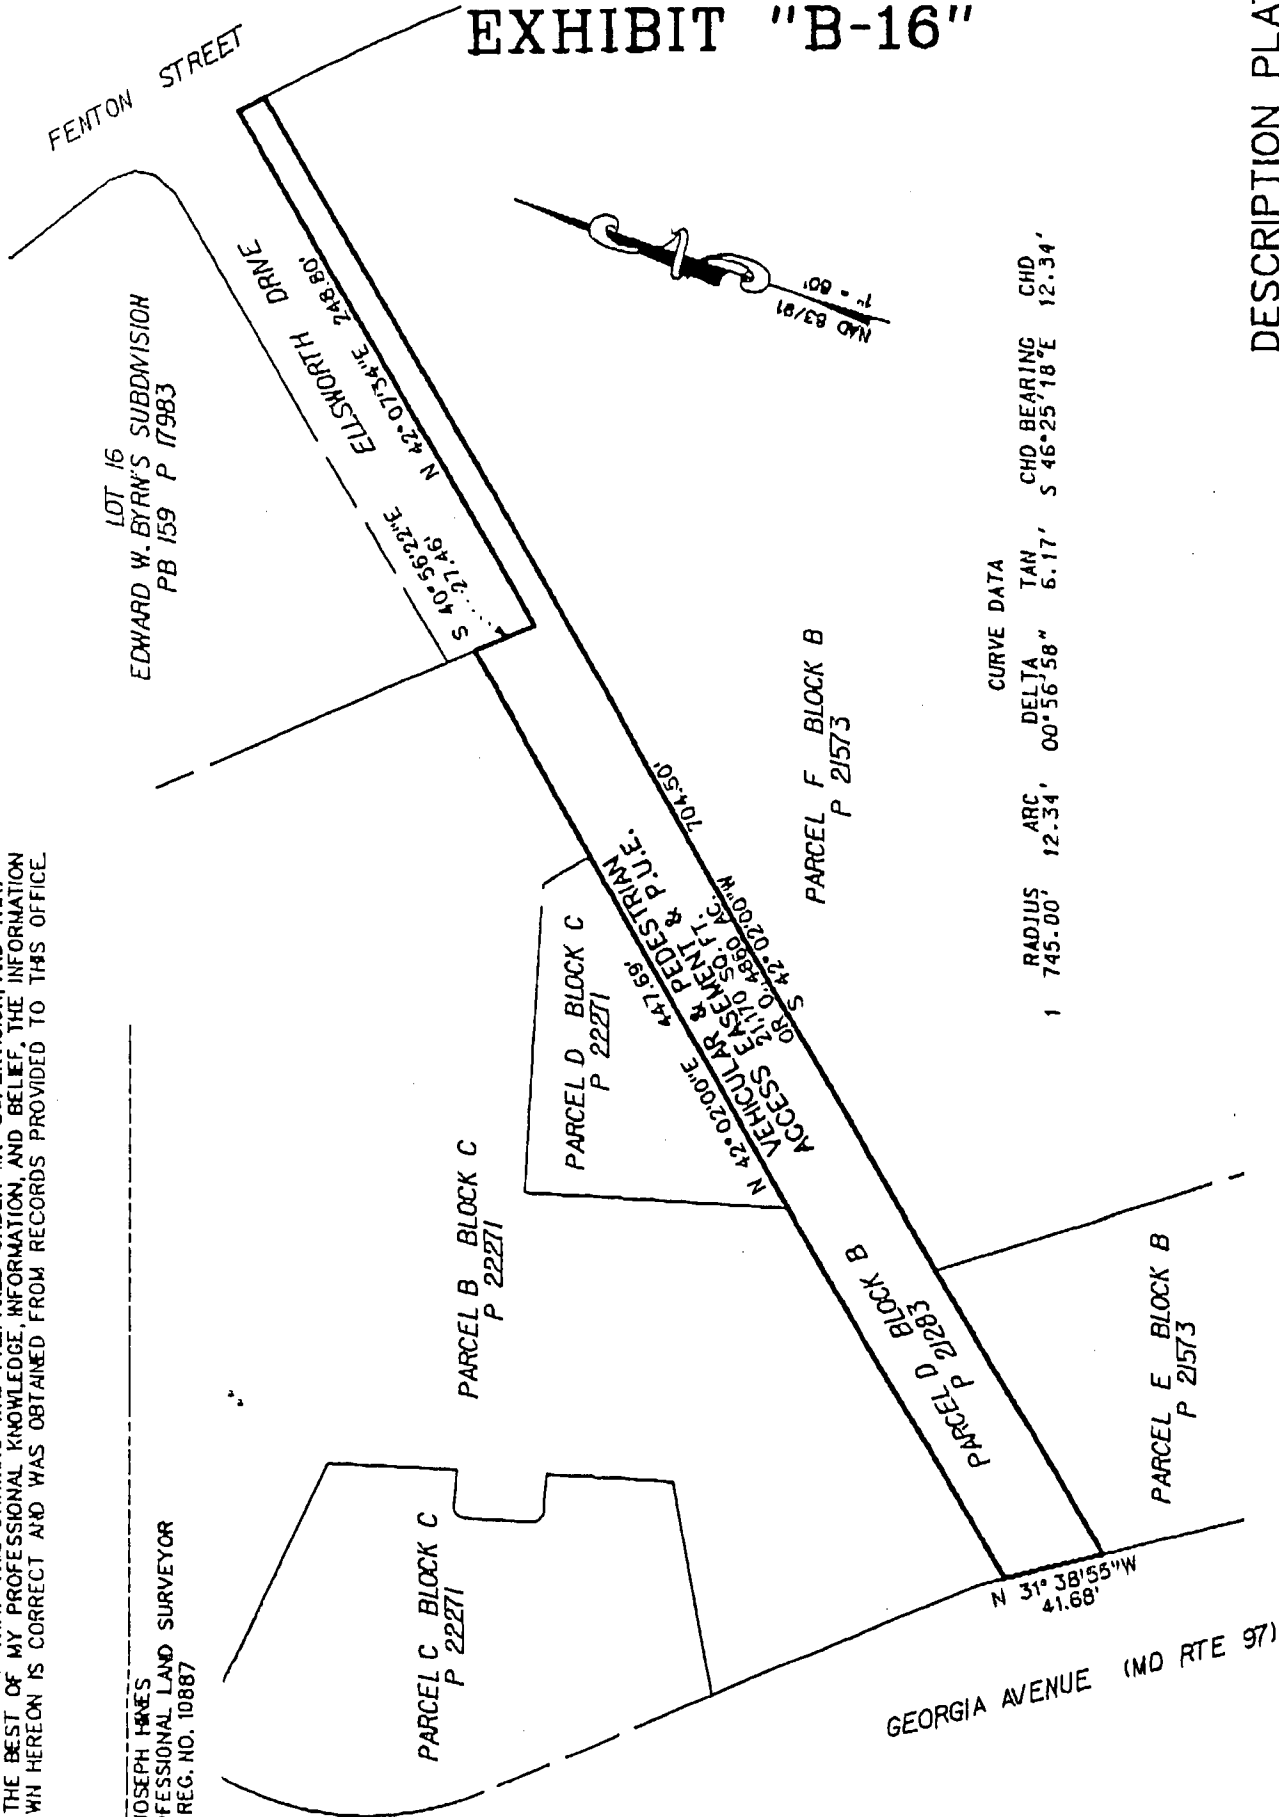 EXHIBIT "B-16"
FENTON STREET
ELLSWORTH DRIVE
N 42°07'34"E 248.80'
S 40°56'22"E
27.46'
LOT 16
EDWARD W. BYRN'S SUBDIVISION
PB 159 P 17983
NAD 83/91
1" = 60'
DESCRIPTION
CURVE DATA
RADIUS ARC DELTA TAN CHD BEARING CHD
1 745.00' 12.34' 00°56'58" 6.17' S 46°25'18"E 12.34'
PARCEL F BLOCK B
P 21573
704.50'
S 42°02'00"W
VEHICULAR & PEDESTRIAN
ACCESS EASEMENT & P.U.E.
21,170 SQ. FT.
OR 0.4860 AC.
N 42°02'00"E 447.69'
PARCEL D BLOCK C
P 22271
PARCEL B BLOCK C
P 22271
PARCEL C BLOCK C
P 22271
PARCEL D BLOCK B
P 21283
PARCEL E BLOCK B
P 21573
N 31°38'55"W
41.68'
GEORGIA AVENUE (MD RTE 97)
THE BEST OF MY PROFESSIONAL KNOWLEDGE, INFORMATION, AND BELIEF, THE INFORMATION
WN HEREON IS CORRECT AND WAS OBTAINED FROM RECORDS PROVIDED TO THIS OFFICE.
JOSEPH HINES
FESSIONAL LAND SURVEYOR
REG. NO. 10887